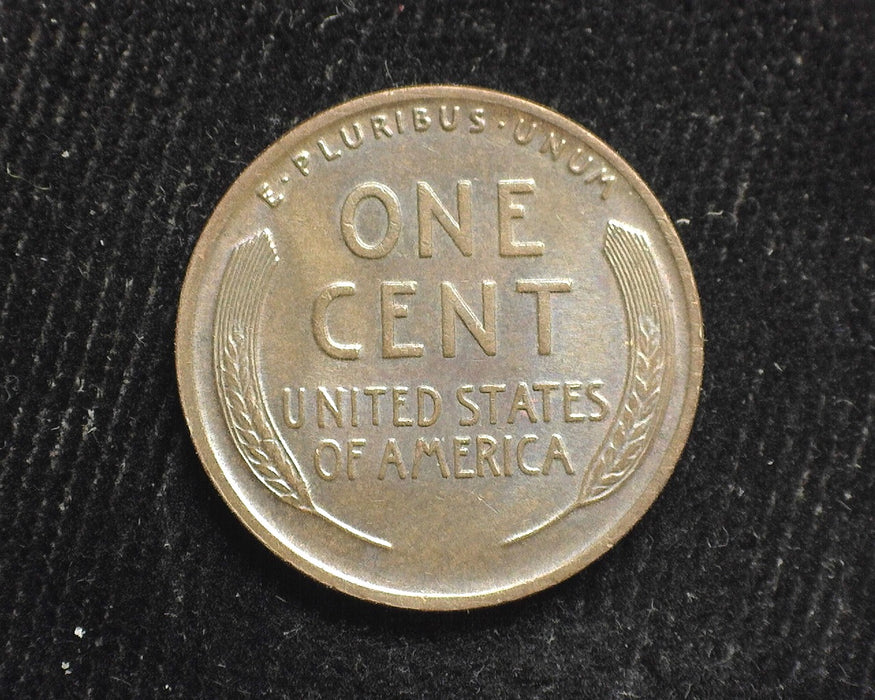 E·PLURIBUS·UNUM
ONE
CENT
UNITED STATES
OF AMERICA